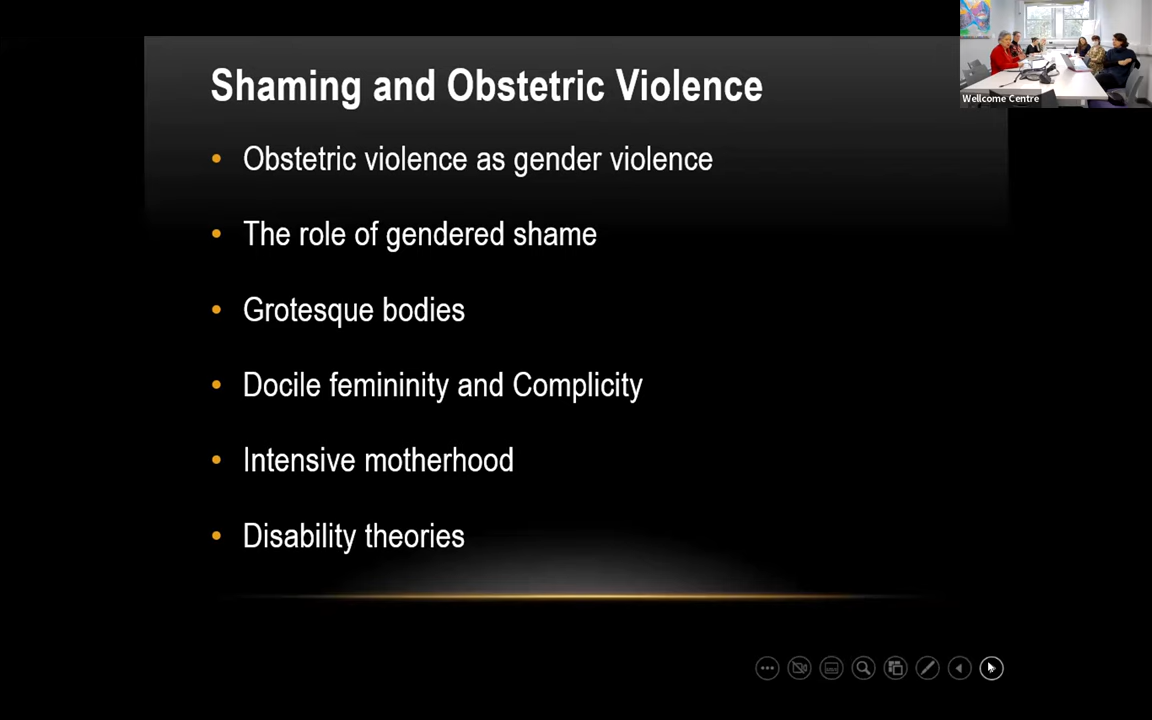 Shaming and Obstetric Violence
Wellcome Centre
• Obstetric violence as gender violence
• The role of gendered shame
• Grotesque bodies
• Docile femininity and Complicity
• Intensive motherhood
• Disability theories